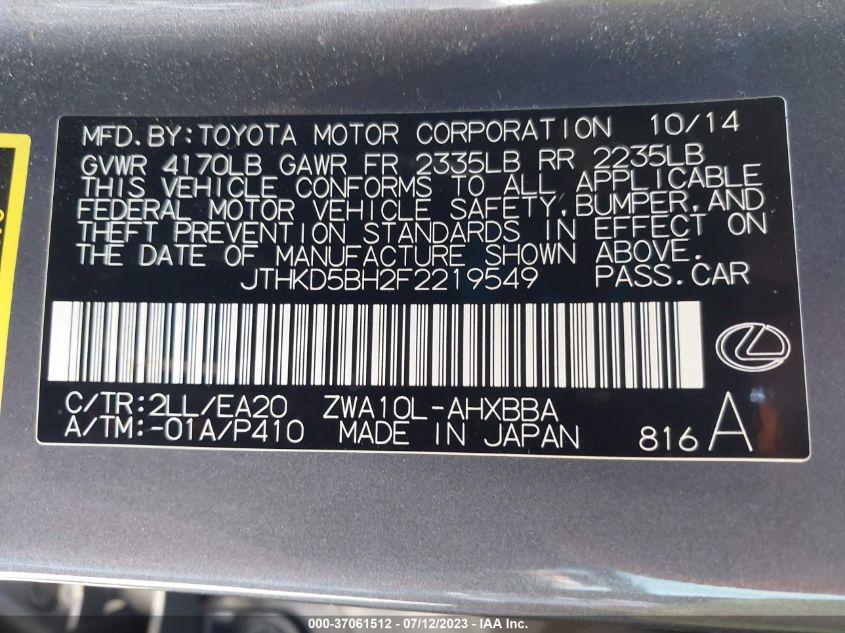 MFD.BY:TOYOTA MOTOR CORPORATION 10/14
GVWR 4170LB GAWR FR 2335LB RR 2235LB
THIS VEHICLE CONFORMS TO ALL APPLICABLE
FEDERAL MOTOR VEHICLE SAFETY,BUMPER,AND
THEFT PREVENTION STANDARDS IN EFFECT ON
THE DATE OF MANUFACTURE SHOWN ABOVE.
JTHKD5BH2F2219549 PASS.CAR
C/TR:2LL/EA20 ZWA10L-AHXBBA
A/TM:-01A/P410 MADE IN JAPAN 816 A
000-37061512 - 07/12/2023 - IAA Inc.